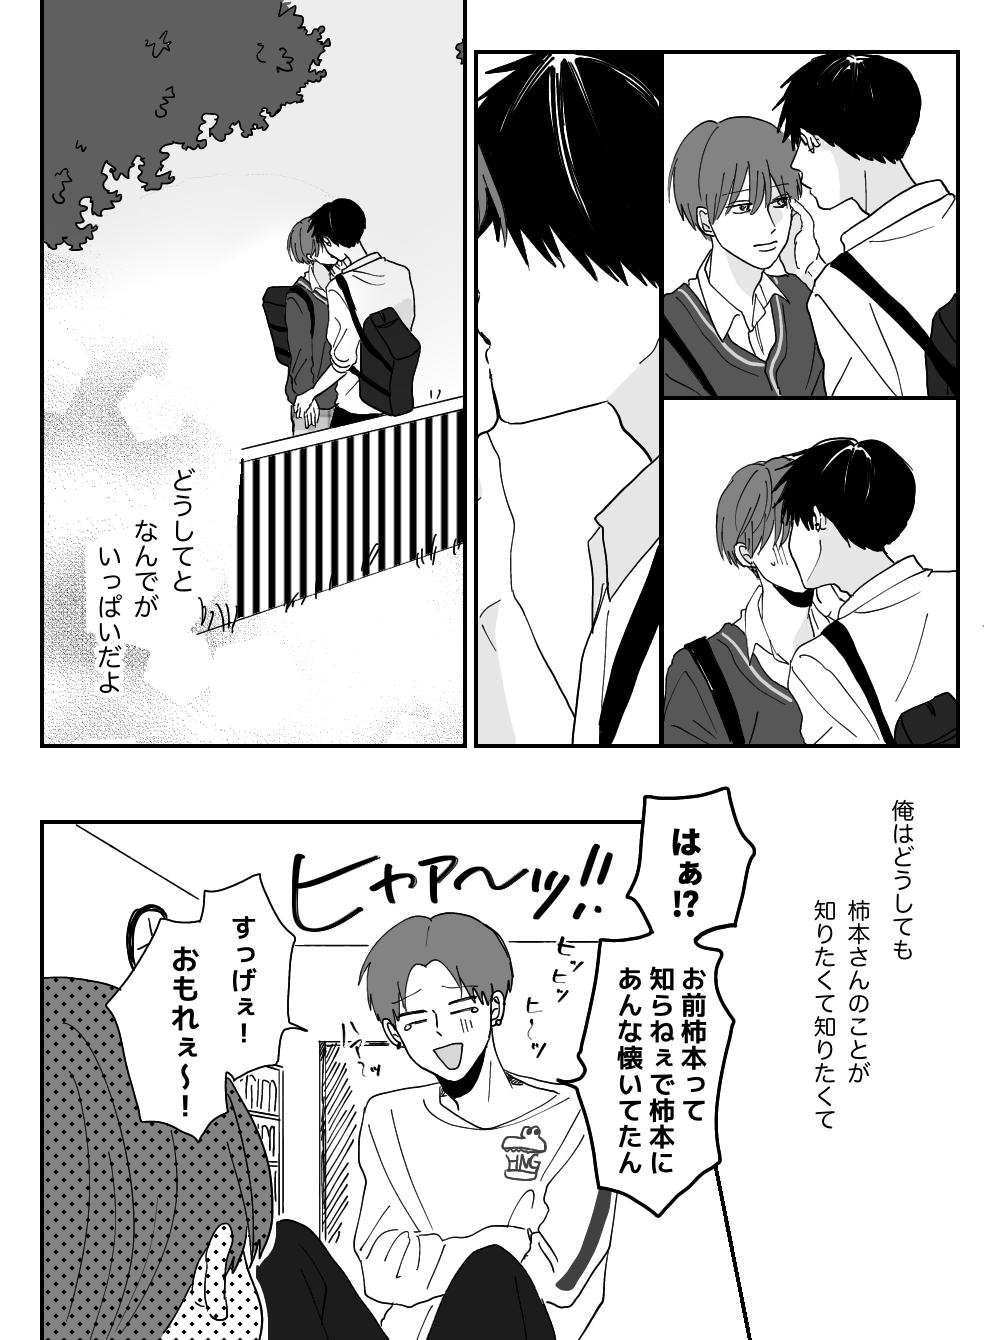 どうしてと
なんでが
いっぱいだよ
俺はどうしても
柿本さんのことが
知りたくて知りたくて
はぁ!?
お前柿本って
知らねぇで柿本に
あんな懐いてたん
ヒャァ〜ッ!!
ヒッ
ヒッ
ヒ〜ッ
すっげぇ!
おもれぇ〜!
HNG